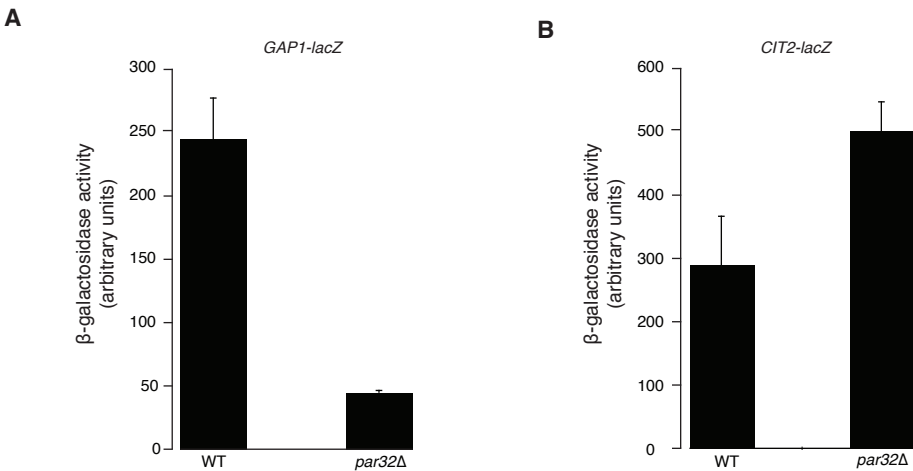 A
GAP1-lacZ
β-galactosidase activity
(arbitrary units)
300
250
200
150
100
50
0
WT
par32Δ
B
CIT2-lacZ
β-galactosidase activity
(arbitrary units)
600
500
400
300
200
100
0
WT
par32Δ